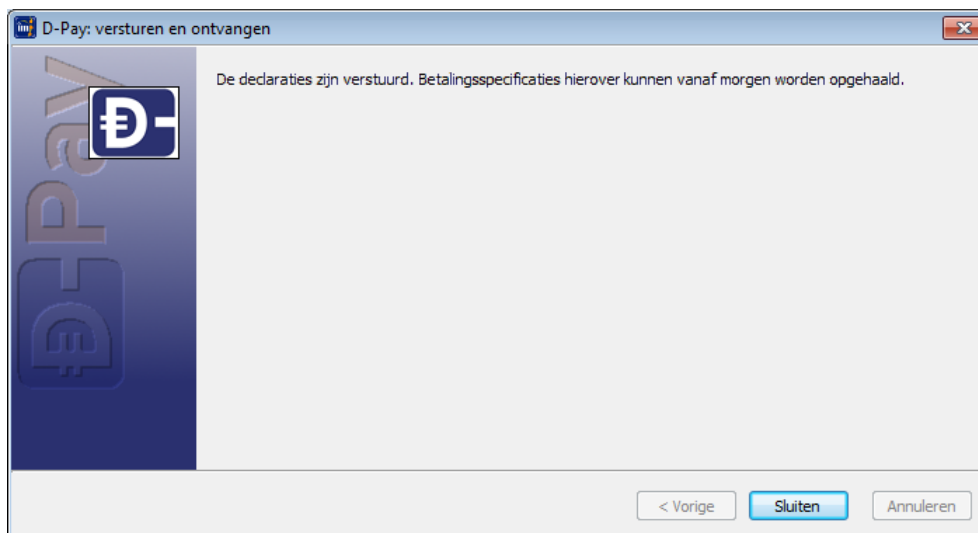 D-Pay: versturen en ontvangen
De declaraties zijn verstuurd. Betalingsspecificaties hierover kunnen vanaf morgen worden opgehaald.
D-Pay
< Vorige
Sluiten
Annuleren